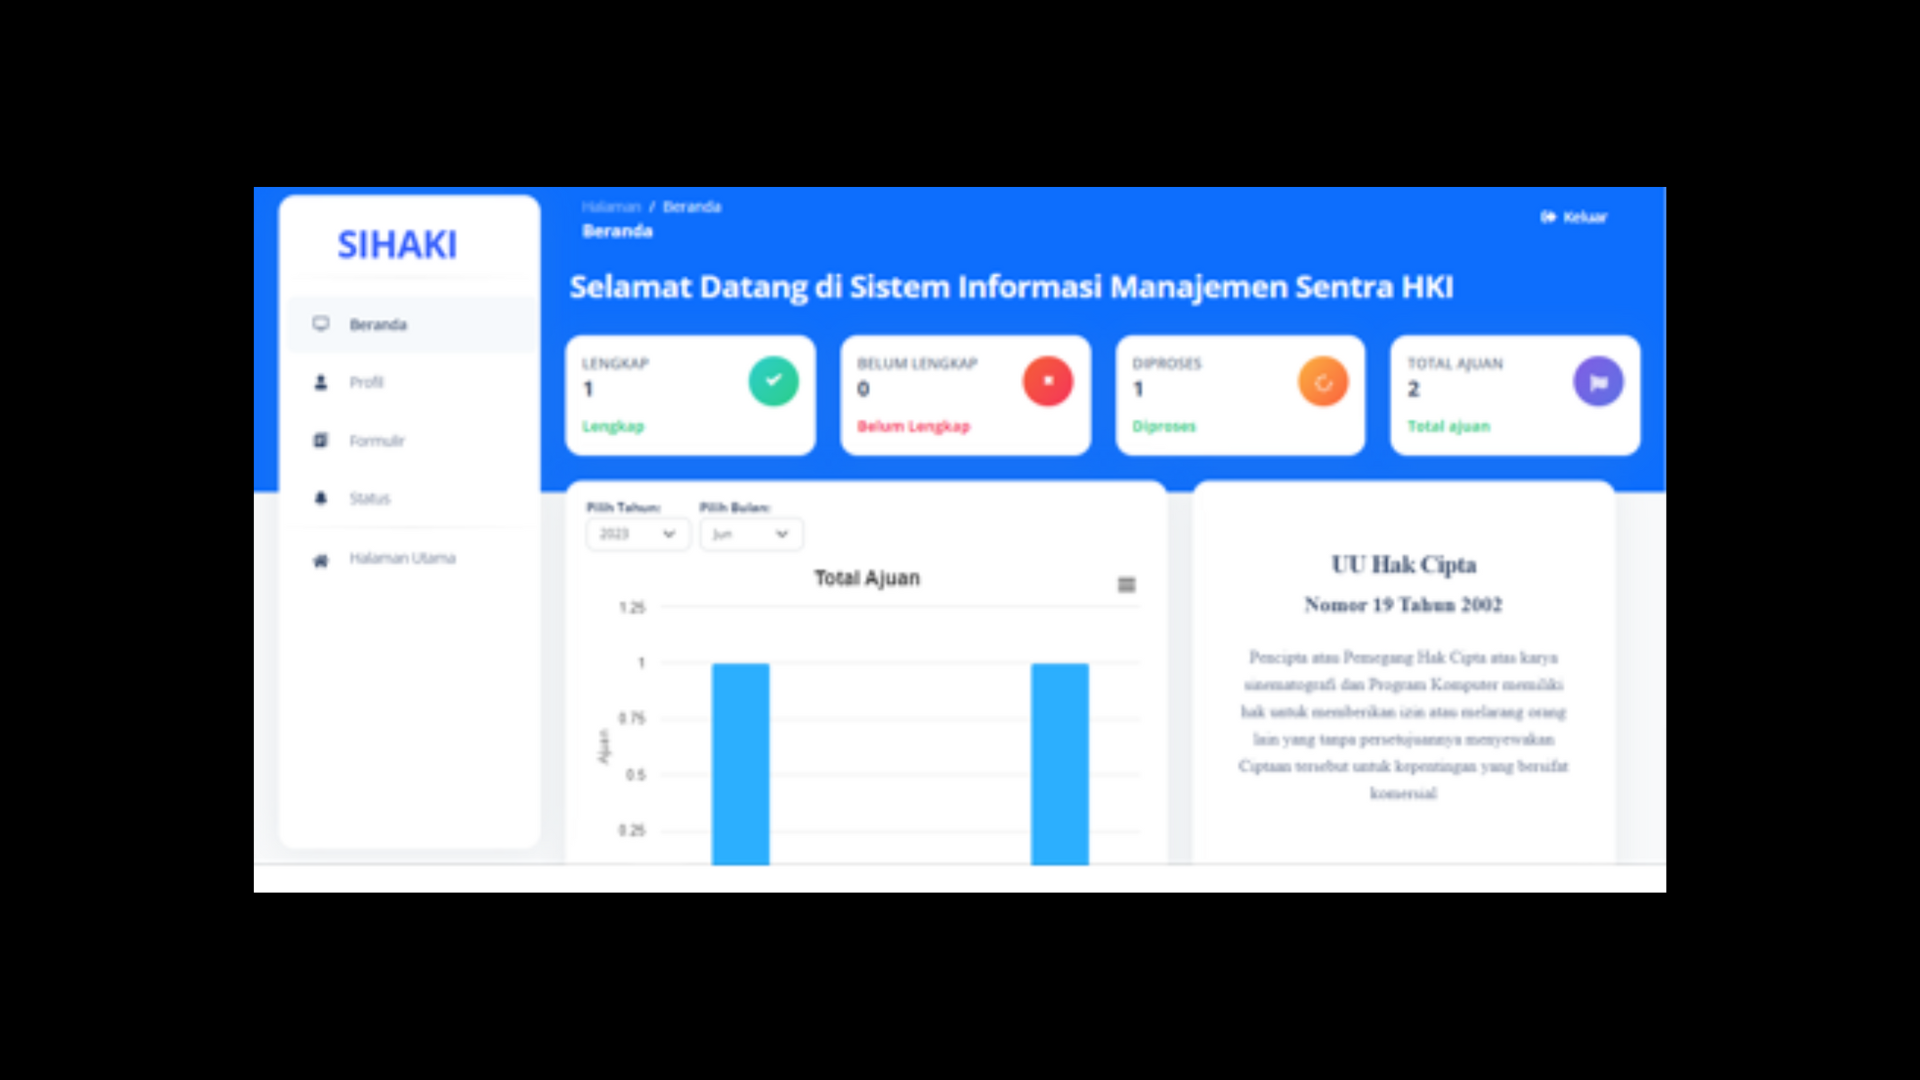 SIHAKI
Beranda
Profil
Formulir
Status
Halaman Utama
Halaman / Beranda
Beranda
Keluar
Selamat Datang di Sistem Informasi Manajemen Sentra HKI
LENGKAP
1
Lengkap
BELUM LENGKAP
0
Belum Lengkap
DIPROSES
1
Diproses
TOTAL AJUAN
2
Total ajuan
Pilih Tahun:
2023
Pilih Bulan:
Jun
Total Ajuan
1.25
1
0.75
0.5
0.25
Ajuan
UU Hak Cipta
Nomor 19 Tahun 2002
Pencipta atau Pemegang Hak Cipta atas karya
sinematografi dan Program Komputer memiliki
hak untuk memberikan izin atau melarang orang
lain yang tanpa persetujuannya menyewakan
Ciptaan tersebut untuk kepentingan yang bersifat
komersial